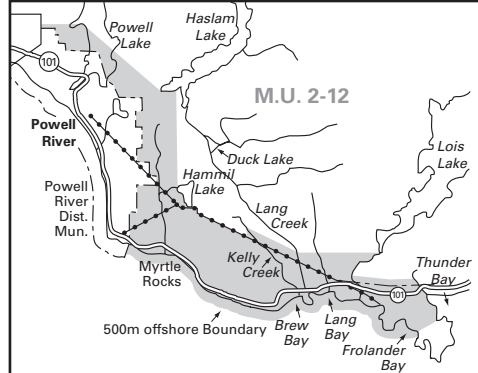 Powell
Lake
Haslam
Lake
101
M.U. 2-12
Powell
River
Duck Lake
Lois
Lake
Hammil
Lake
Powell
River
Dist.
Mun.
Lang
Creek
Kelly
Creek
Thunder
Bay
Myrtle
Rocks
101
500m offshore Boundary
Brew
Bay
Lang
Bay
Frolander
Bay